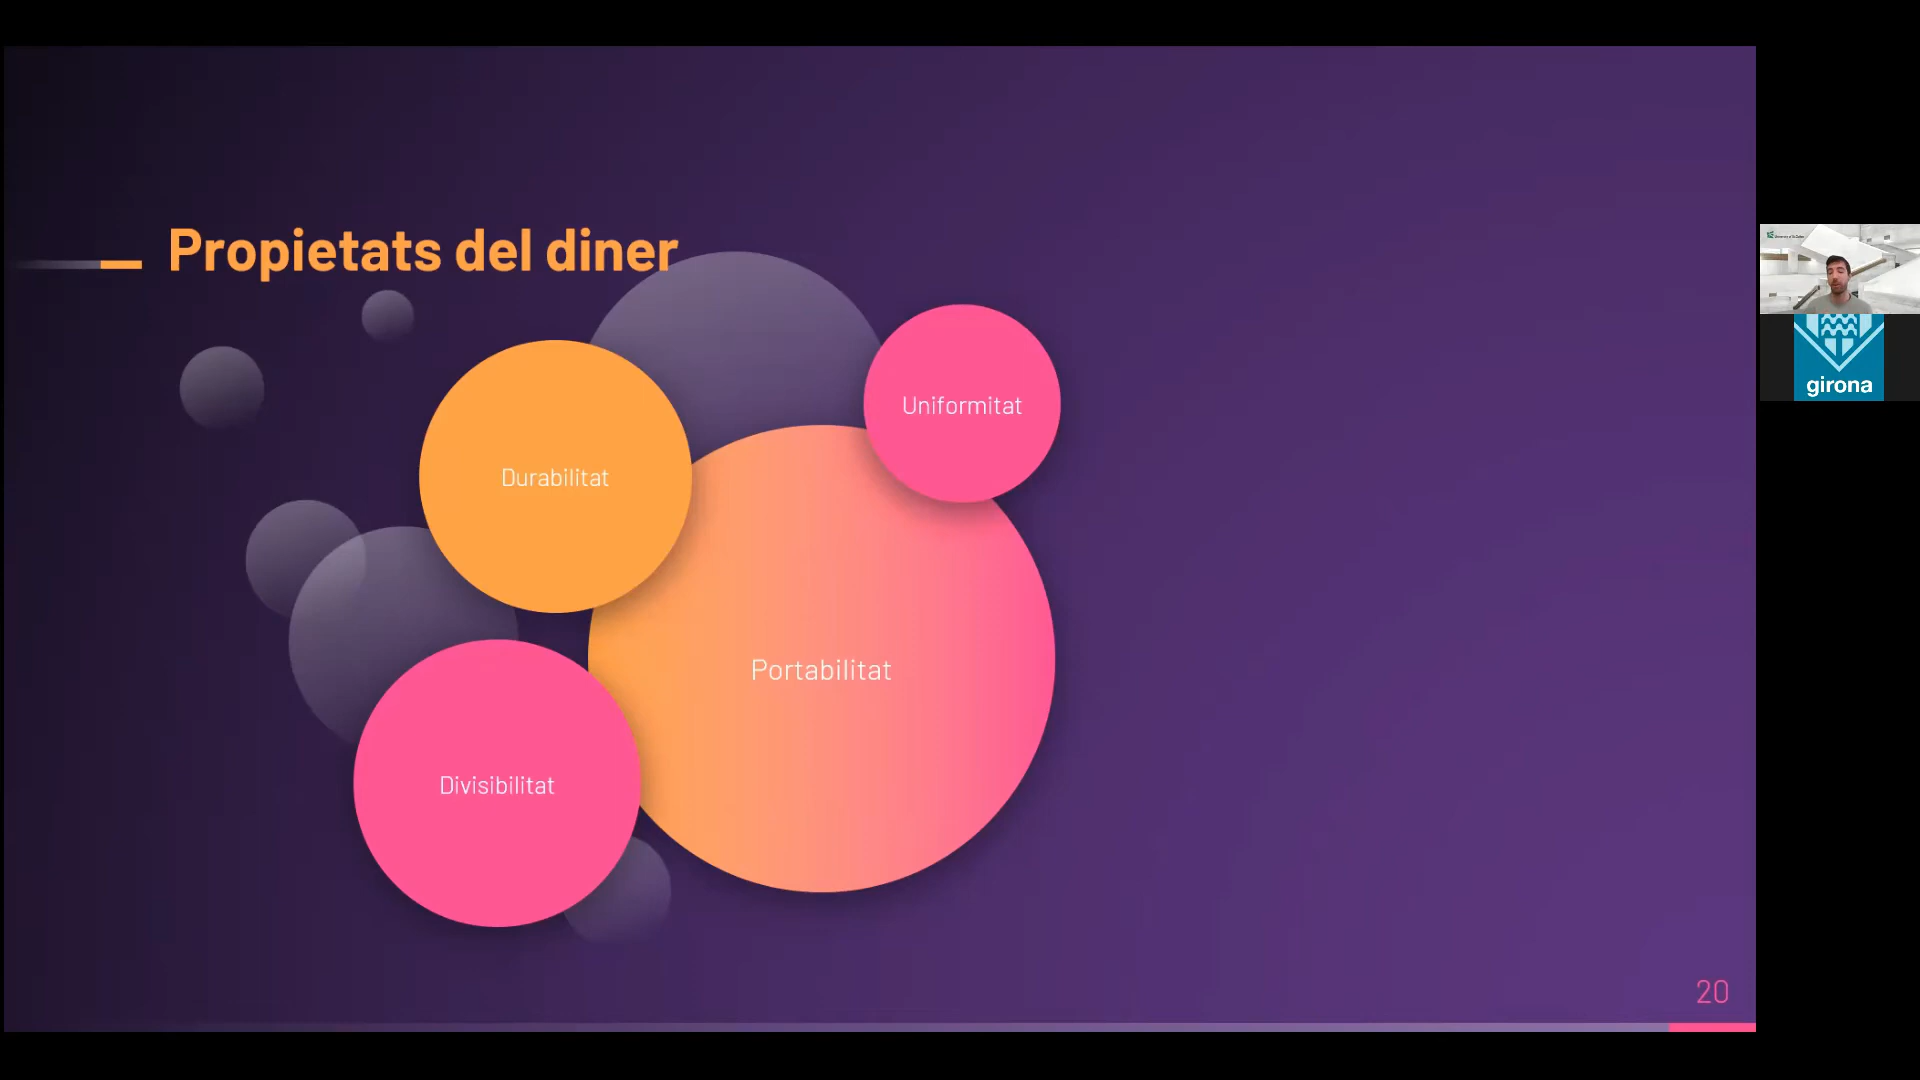 Propietats del diner
Uniformitat
Durabilitat
Portabilitat
Divisibilitat
20
girona